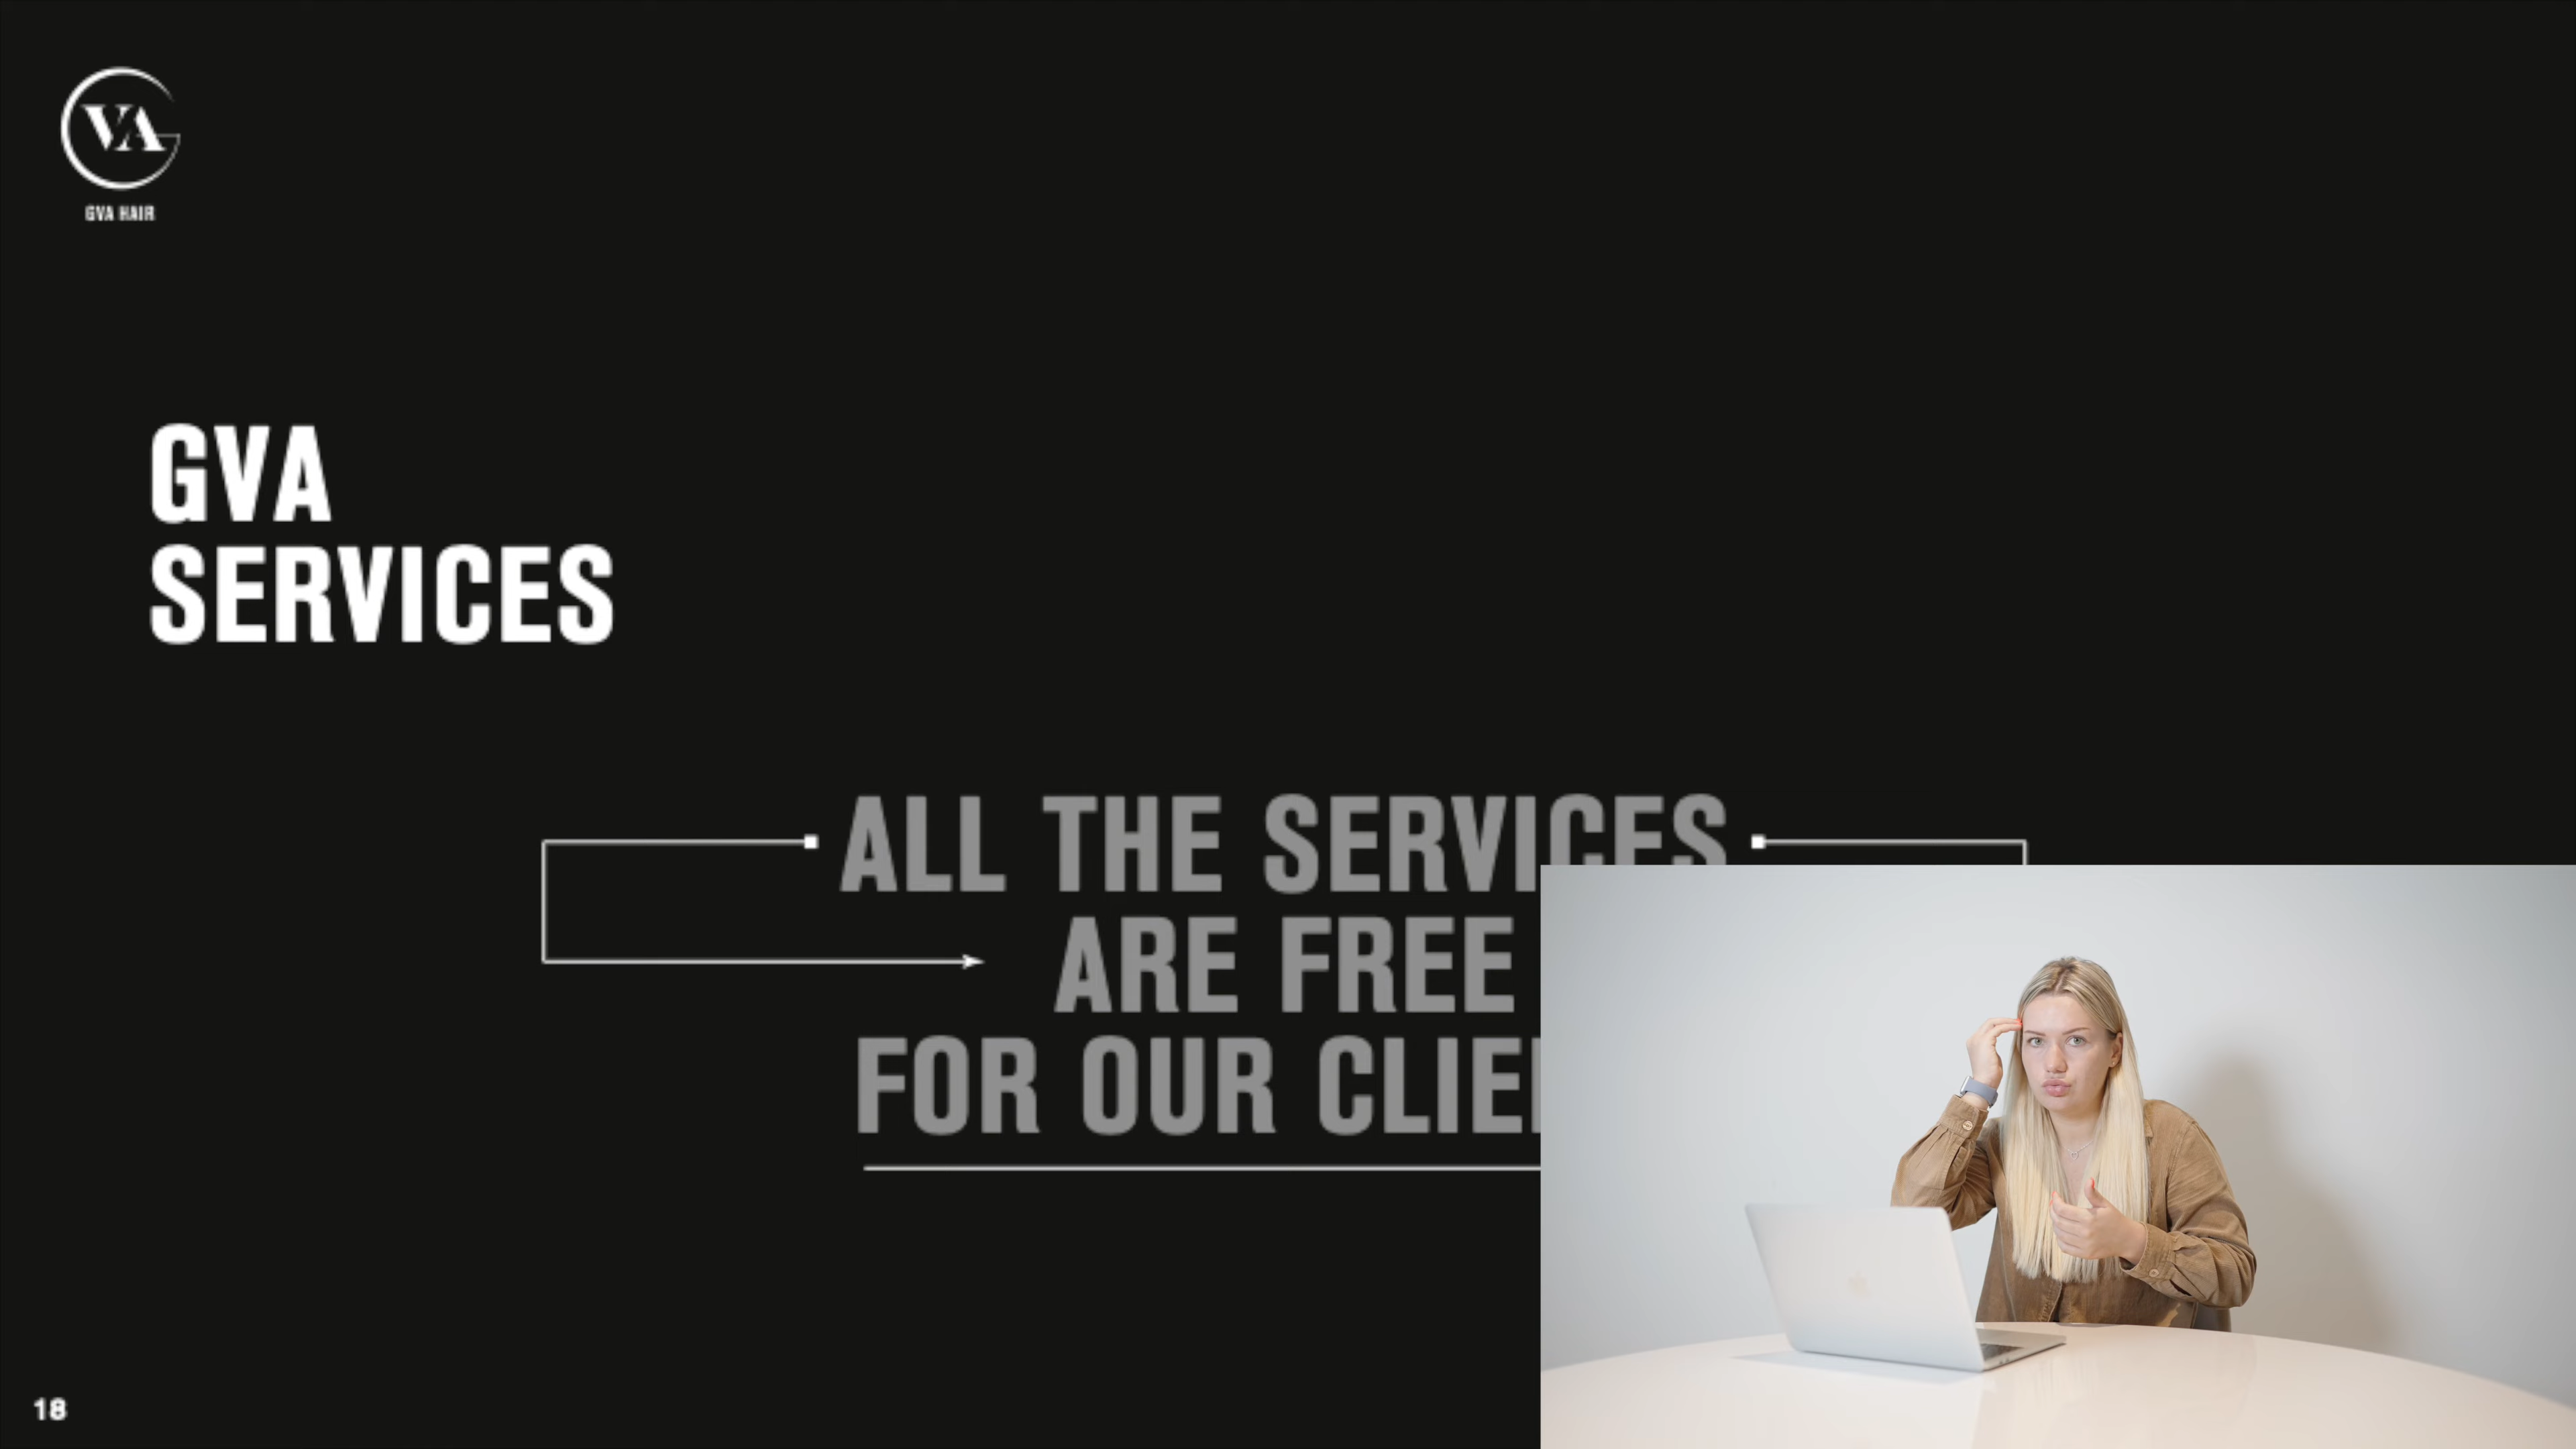 VA
GVA HAIR
GVA
SERVICES
ALL THE SERVICES
ARE FREE
FOR OUR
18